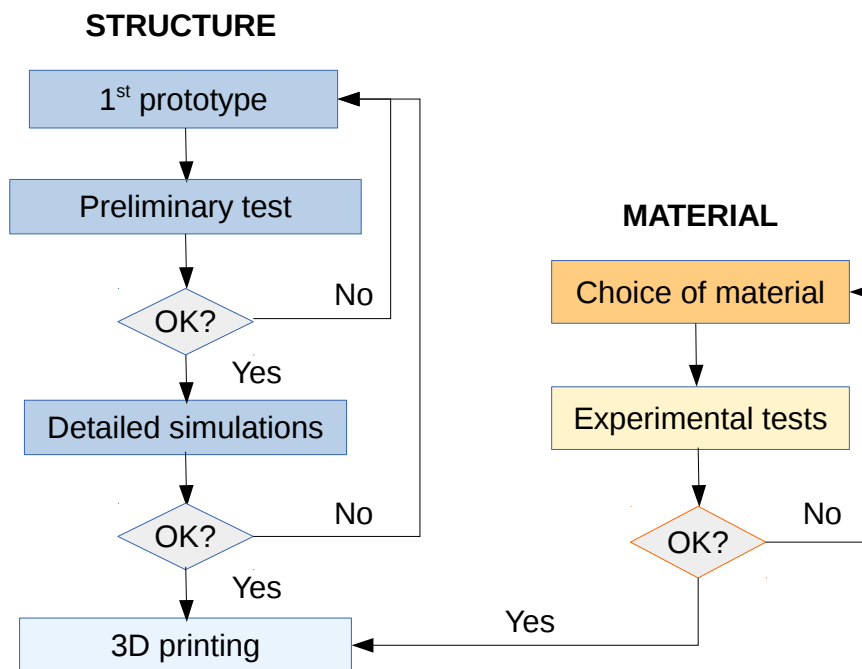 STRUCTURE
1st prototype
Preliminary test
OK?
No
Yes
Detailed simulations
OK?
No
Yes
3D printing
MATERIAL
Choice of material
Experimental tests
OK?
No
Yes